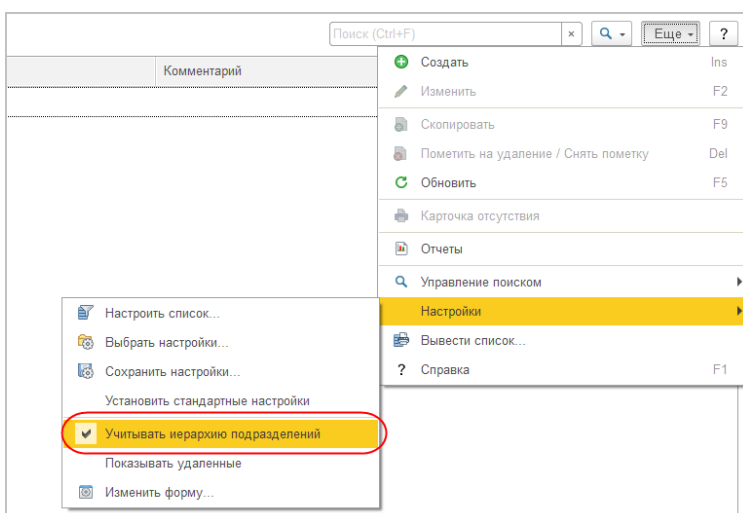 Поиск (Ctrl+F) × Еще ?
Комментарий
Создать Ins
Изменить F2
Скопировать F9
Пометить на удаление / Снять пометку Del
Обновить F5
Карточка отсутствия
Отчеты
Управление поиском
Настройки
Вывести список...
? Справка F1
Настроить список...
Выбрать настройки...
Сохранить настройки...
Установить стандартные настройки
Учитывать иерархию подразделений
Показывать удаленные
Изменить форму...